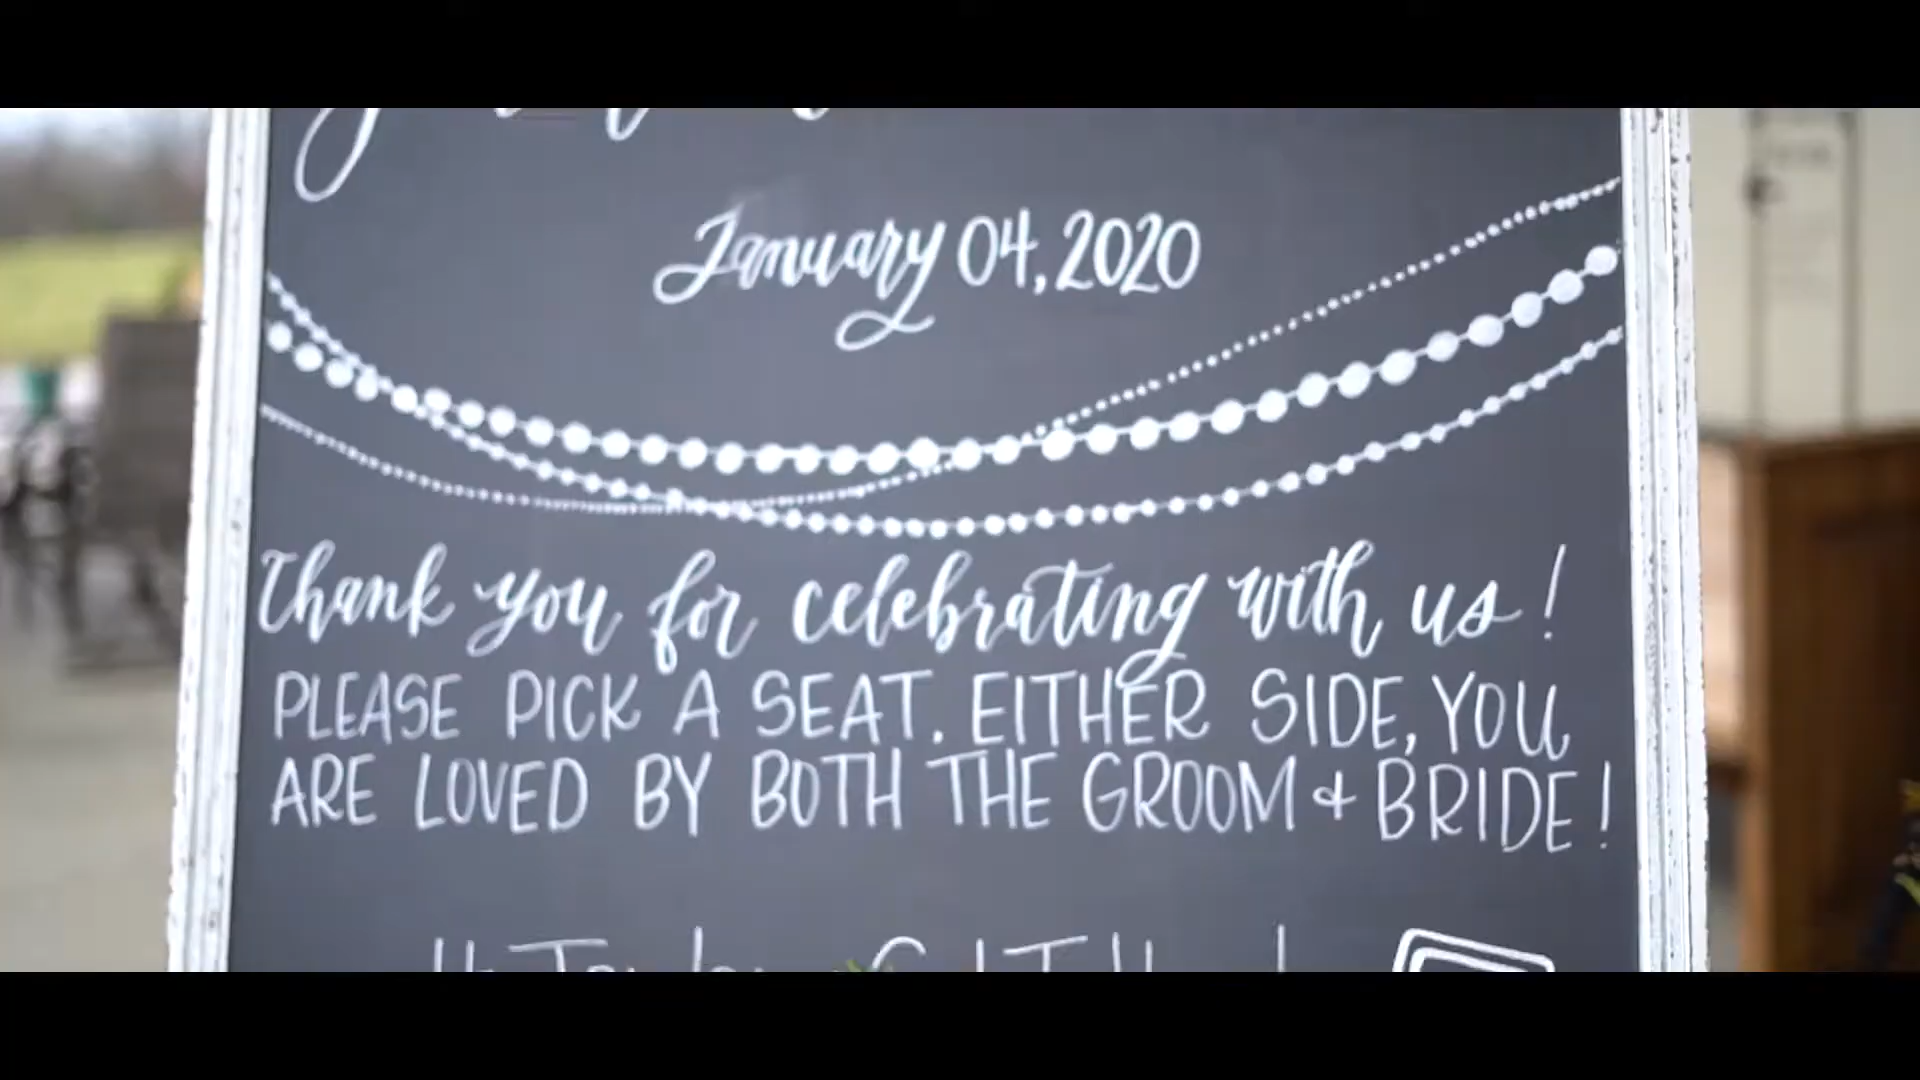 January 04, 2020
Thank you for celebrating with us!
PLEASE PICK A SEAT. EITHER SIDE, YOU
ARE LOVED BY BOTH THE GROOM & BRIDE!